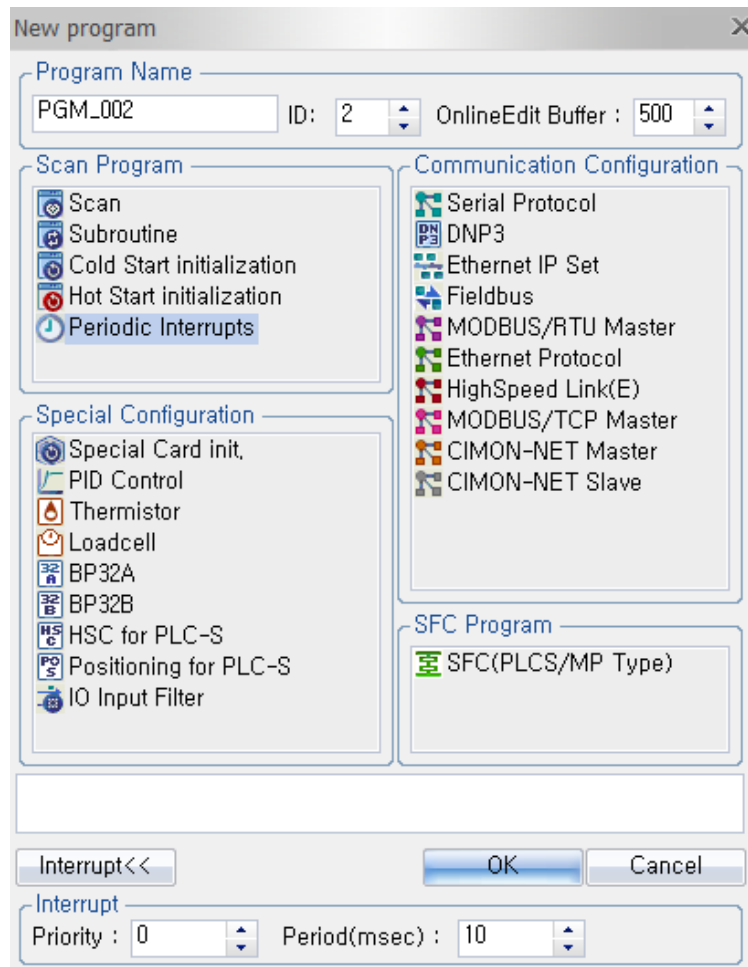 New program
Program Name
PGM_002 ID: 2 OnlineEdit Buffer : 500
Scan Program
Scan
Subroutine
Cold Start initialization
Hot Start initialization
Periodic Interrupts
Communication Configuration
Serial Protocol
DNP3
Ethernet IP Set
Fieldbus
MODBUS/RTU Master
Ethernet Protocol
HighSpeed Link(E)
MODBUS/TCP Master
CIMON-NET Master
CIMON-NET Slave
Special Configuration
Special Card init,
PID Control
Thermistor
Loadcell
BP32A
BP32B
HSC for PLC-S
Positioning for PLC-S
IO Input Filter
SFC Program
SFC(PLCS/MP Type)
Interrupt<< OK Cancel
Interrupt
Priority : 0 Period(msec) : 10